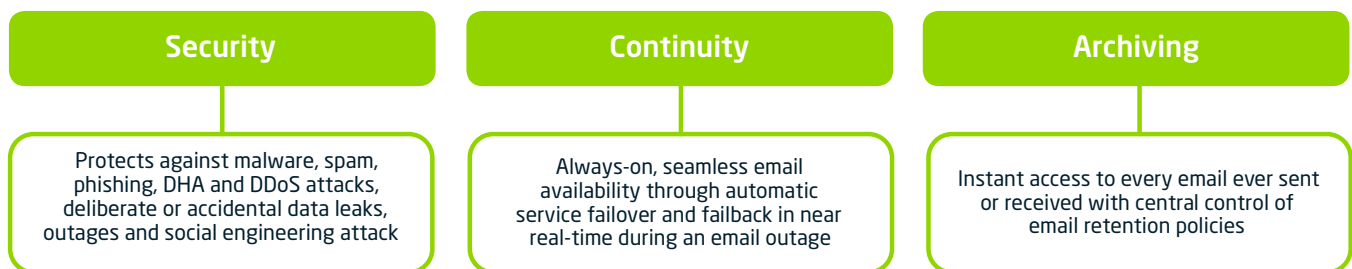 Security
Protects against malware, spam,
phishing, DHA and DDoS attacks,
deliberate or accidental data leaks,
outages and social engineering attack
Continuity
Always-on, seamless email
availability through automatic
service failover and failback in near
real-time during an email outage
Archiving
Instant access to every email ever sent
or received with central control of
email retention policies